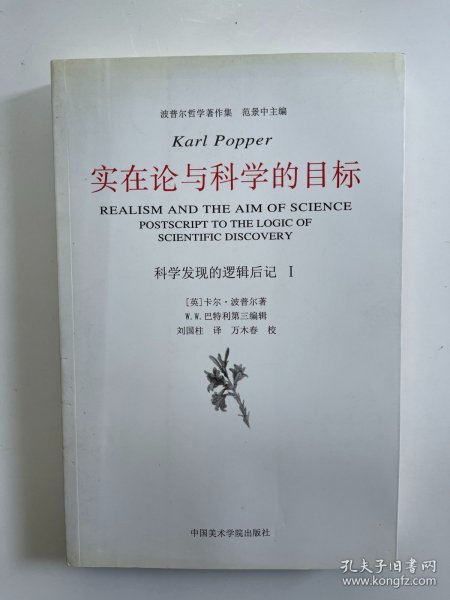 波普尔哲学著作集 范景中主编
Karl Popper
实在论与科学的目标
REALISM AND THE AIM OF SCIENCE
POSTSCRIPT TO THE LOGIC OF
SCIENTIFIC DISCOVERY
科学发现的逻辑后记 I
[英]卡尔·波普尔著
W.W.巴特利第三编辑
刘国柱 译 万木春 校
中国美术学院出版社
孔夫子旧书网
www.kongfz.com